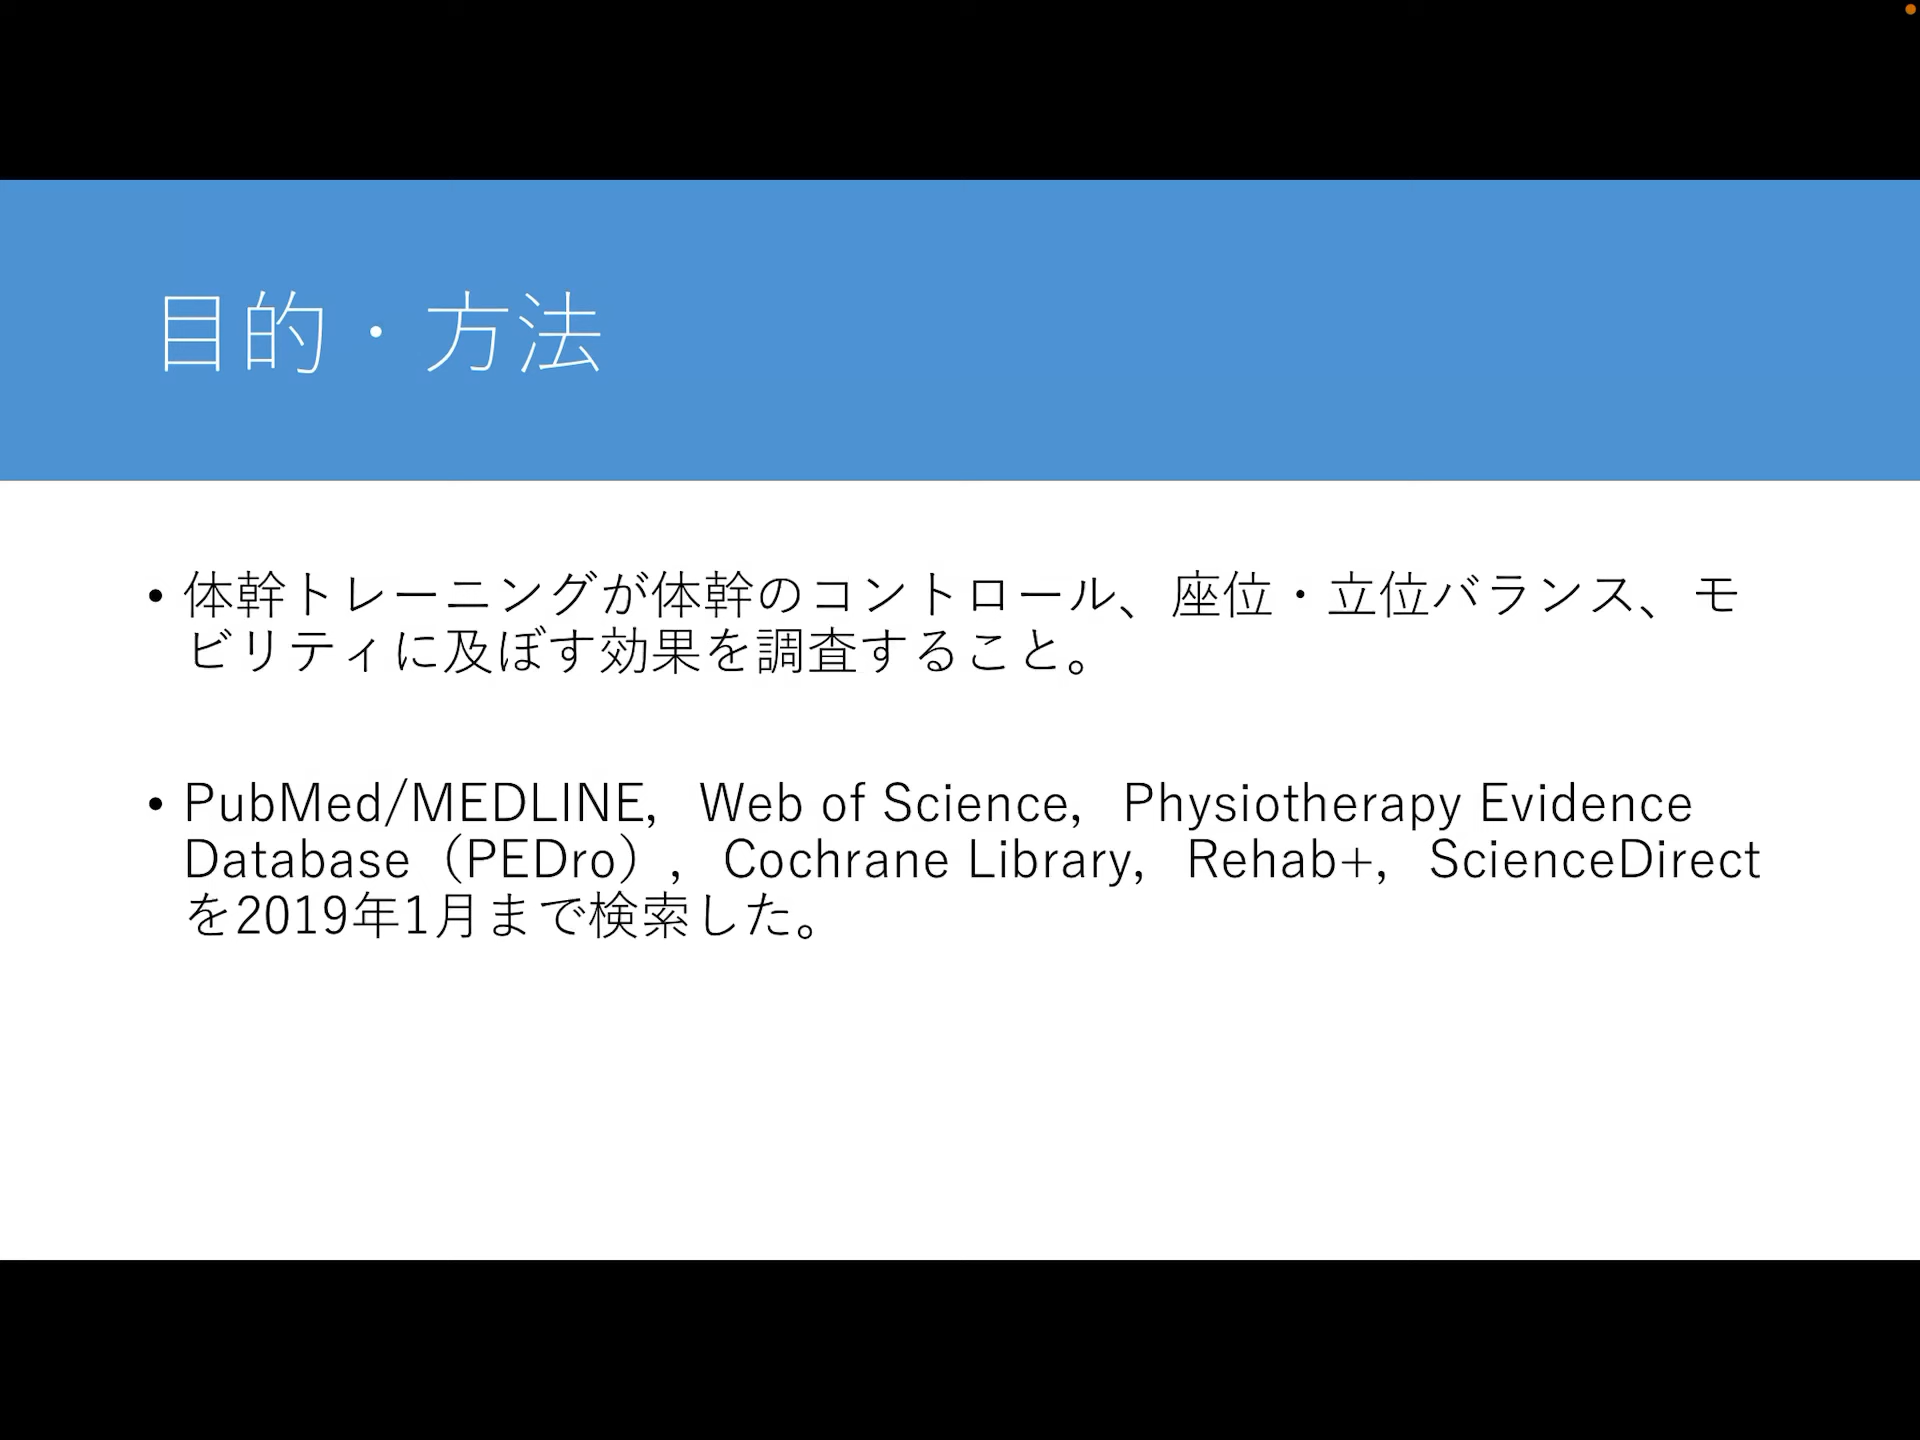 目的・方法
• 体幹トレーニングが体幹のコントロール、座位・立位バランス、モ
ビリティに及ぼす効果を調査すること。
• PubMed/MEDLINE, Web of Science, Physiotherapy Evidence
Database（PEDro）, Cochrane Library, Rehab+, ScienceDirect
を2019年1月まで検索した。